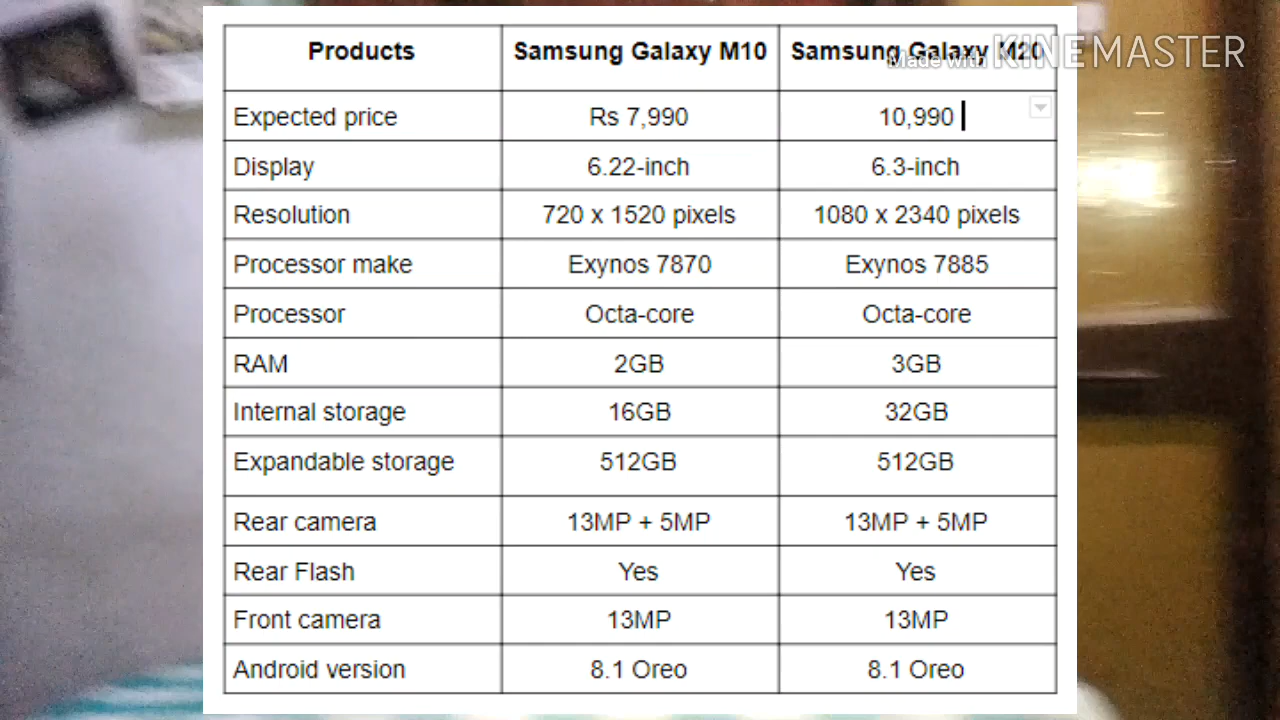 Products Samsung Galaxy M10 Samsung Galaxy M20
Made with KINEMASTER
Expected price Rs 7,990 10,990
Display 6.22-inch 6.3-inch
Resolution 720 x 1520 pixels 1080 x 2340 pixels
Processor make Exynos 7870 Exynos 7885
Processor Octa-core Octa-core
RAM 2GB 3GB
Internal storage 16GB 32GB
Expandable storage 512GB 512GB
Rear camera 13MP + 5MP 13MP + 5MP
Rear Flash Yes Yes
Front camera 13MP 13MP
Android version 8.1 Oreo 8.1 Oreo